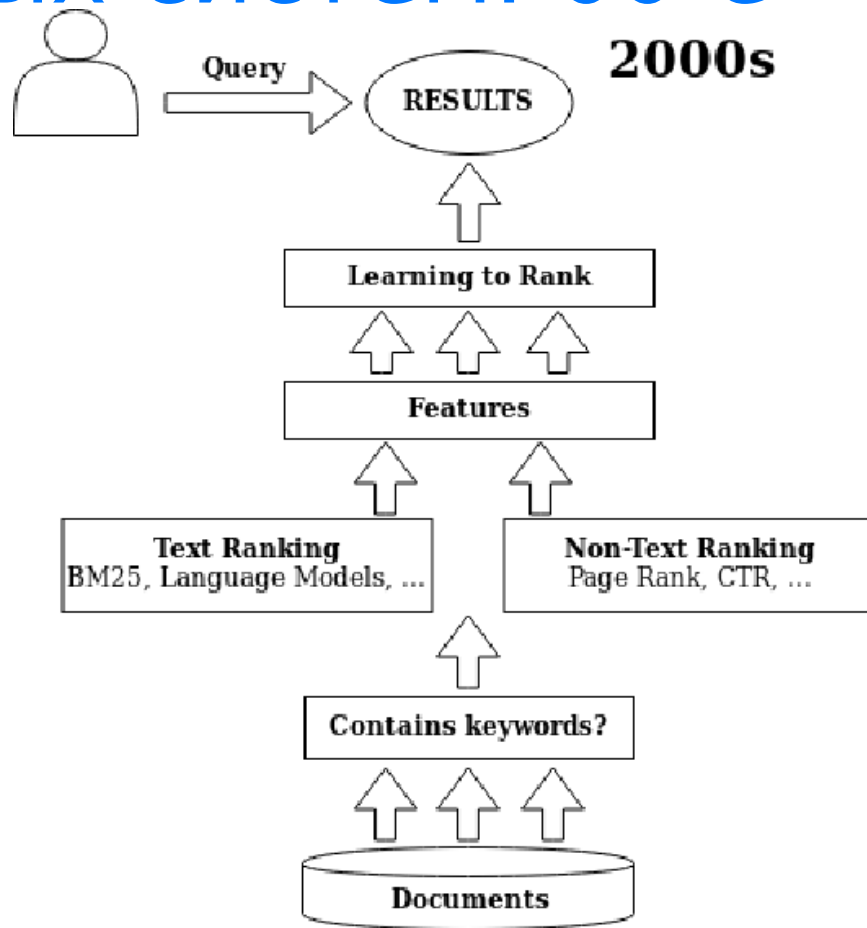 Query
RESULTS
2000s
Learning to Rank
Features
Text Ranking
BM25, Language Models, ...
Non-Text Ranking
Page Rank, CTR, ...
Contains keywords?
Documents